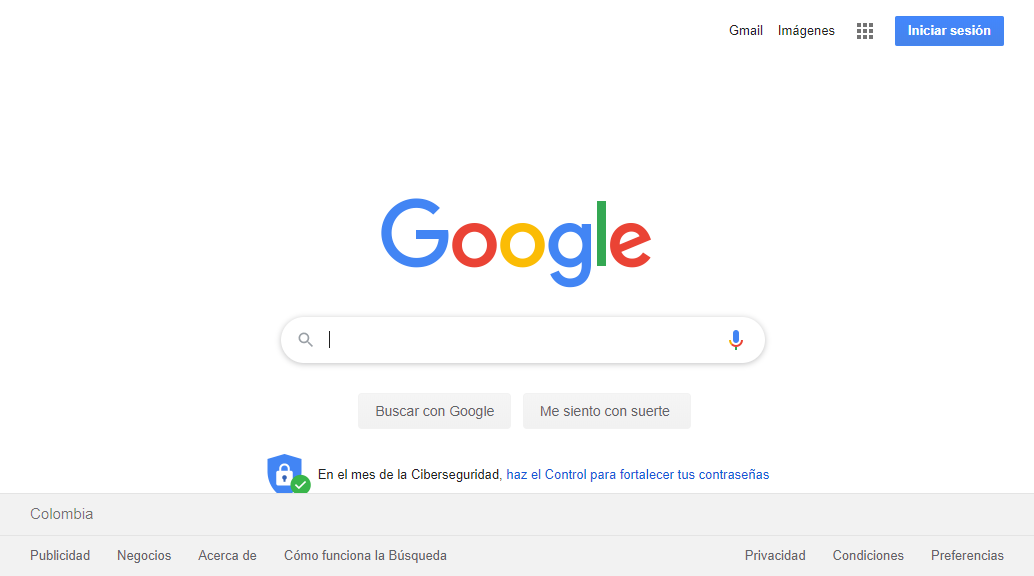 Gmail Imágenes Iniciar sesión
Google
Buscar con Google Me siento con suerte
En el mes de la Ciberseguridad, haz el Control para fortalecer tus contraseñas
Colombia
Publicidad Negocios Acerca de Cómo funciona la Búsqueda Privacidad Condiciones Preferencias